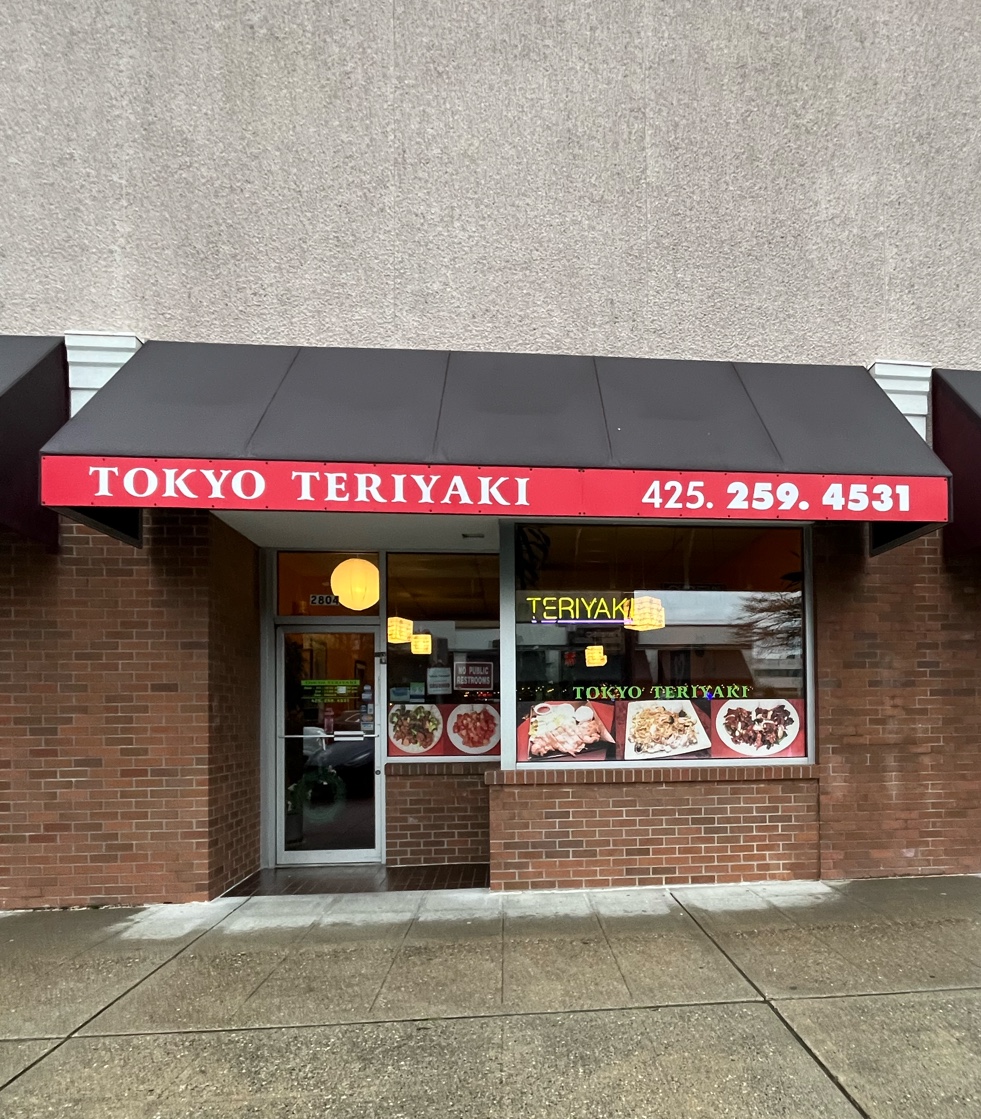 TOKYO TERIYAKI 425. 259. 4531
2804
TERIYAKI
NO PUBLIC
RESTROOMS
TOKYO TERIYAKI